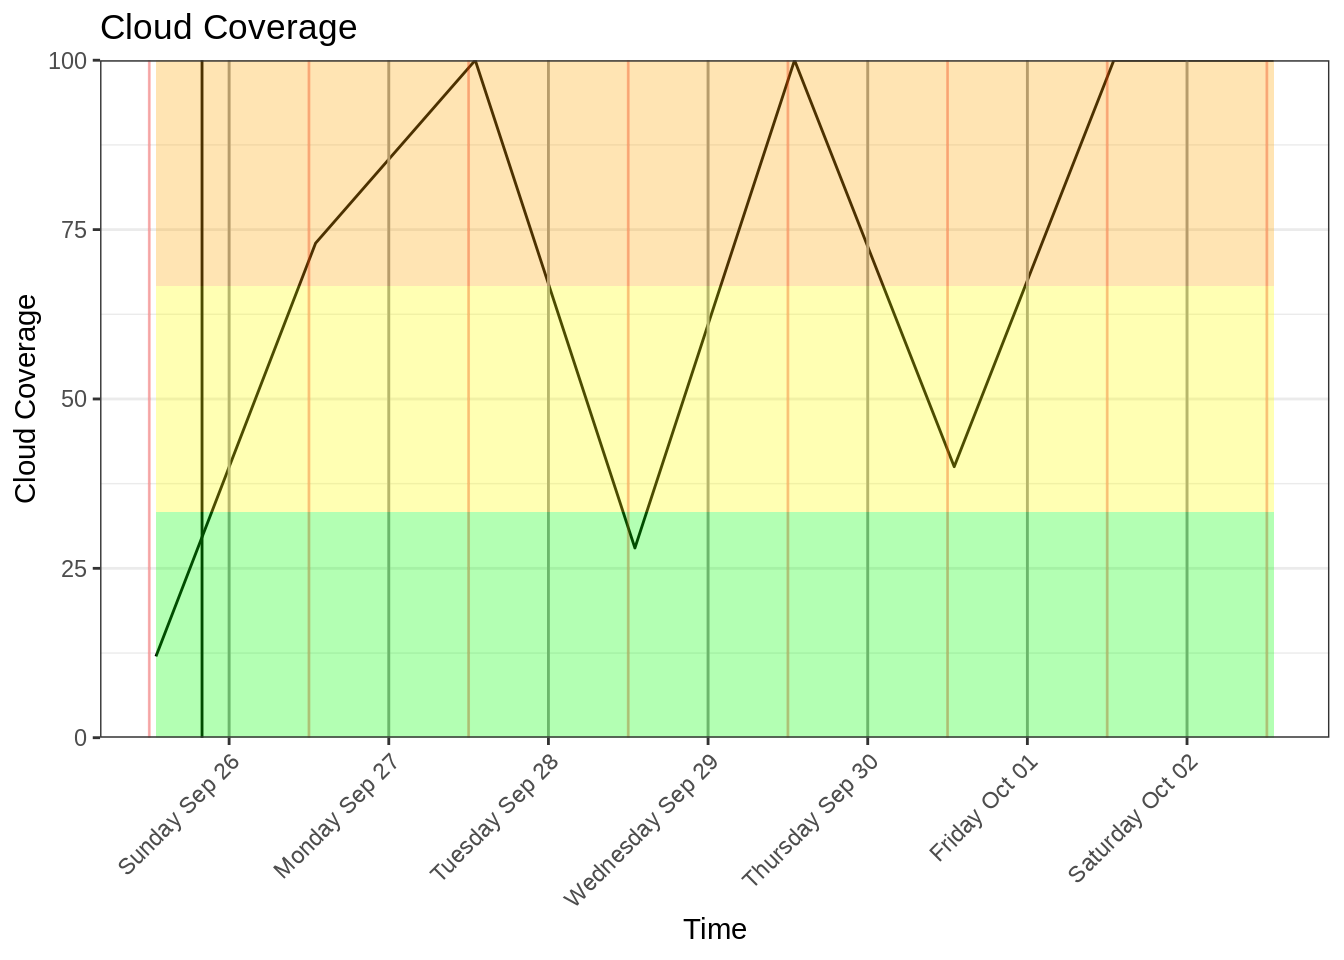 Cloud Coverage
100
75
50
25
0
Cloud Coverage
Sunday Sep 26
Monday Sep 27
Tuesday Sep 28
Wednesday Sep 29
Thursday Sep 30
Friday Oct 01
Saturday Oct 02
Time